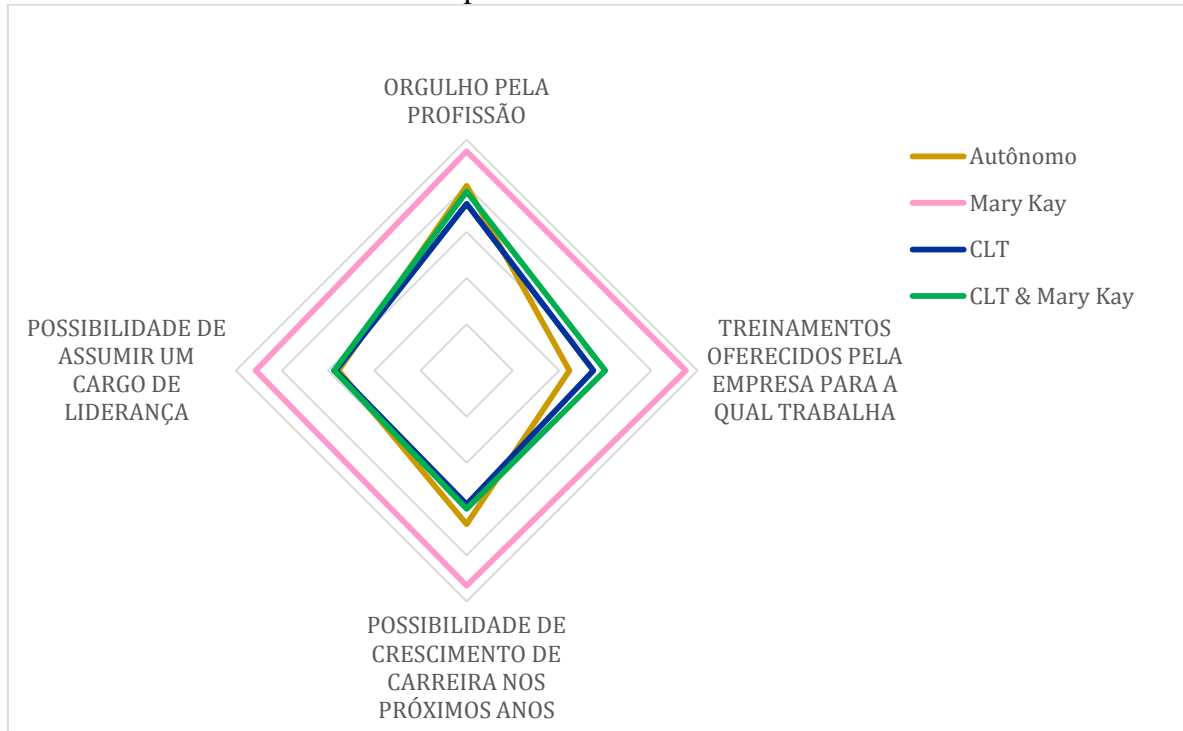 ORGULHO PELA
PROFISSÃO
Autônomo
Mary Kay
CLT
CLT & Mary Kay
TREINAMENTOS
OFERECIDOS PELA
EMPRESA PARA A
QUAL TRABALHA
POSSIBILIDADE DE
CRESCIMENTO DE
CARREIRA NOS
PRÓXIMOS ANOS
POSSIBILIDADE DE
ASSUMIR UM
CARGO DE
LIDERANÇA